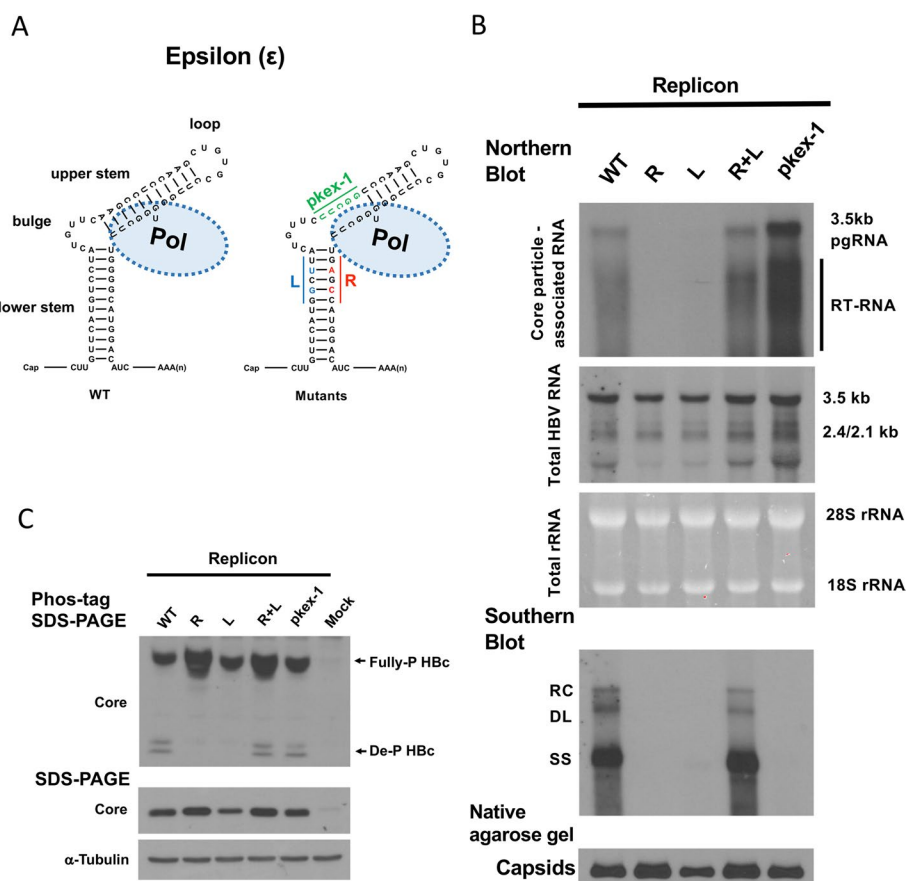 A
Epsilon (ε)
loop
upper stem
bulge
Pol
lower stem
Cap
CUU
AUC
AAA(n)
WT
pkex-1
Pol
L
R
Cap
CUU
AUC
AAA(n)
Mutants
B
Replicon
Northern
Blot
WT
R
L
R+L
pkex-1
Core particle -
associated RNA
3.5kb
pgRNA
RT-RNA
Total HBV RNA
3.5 kb
2.4/2.1 kb
Total rRNA
28S rRNA
18S rRNA
Southern
Blot
RC
DL
SS
Native
agarose gel
Capsids
C
Replicon
Phos-tag
SDS-PAGE
WT
R
L
R+L
pkex-1
Mock
Core
Fully-P HBc
De-P HBc
SDS-PAGE
Core
α-Tubulin